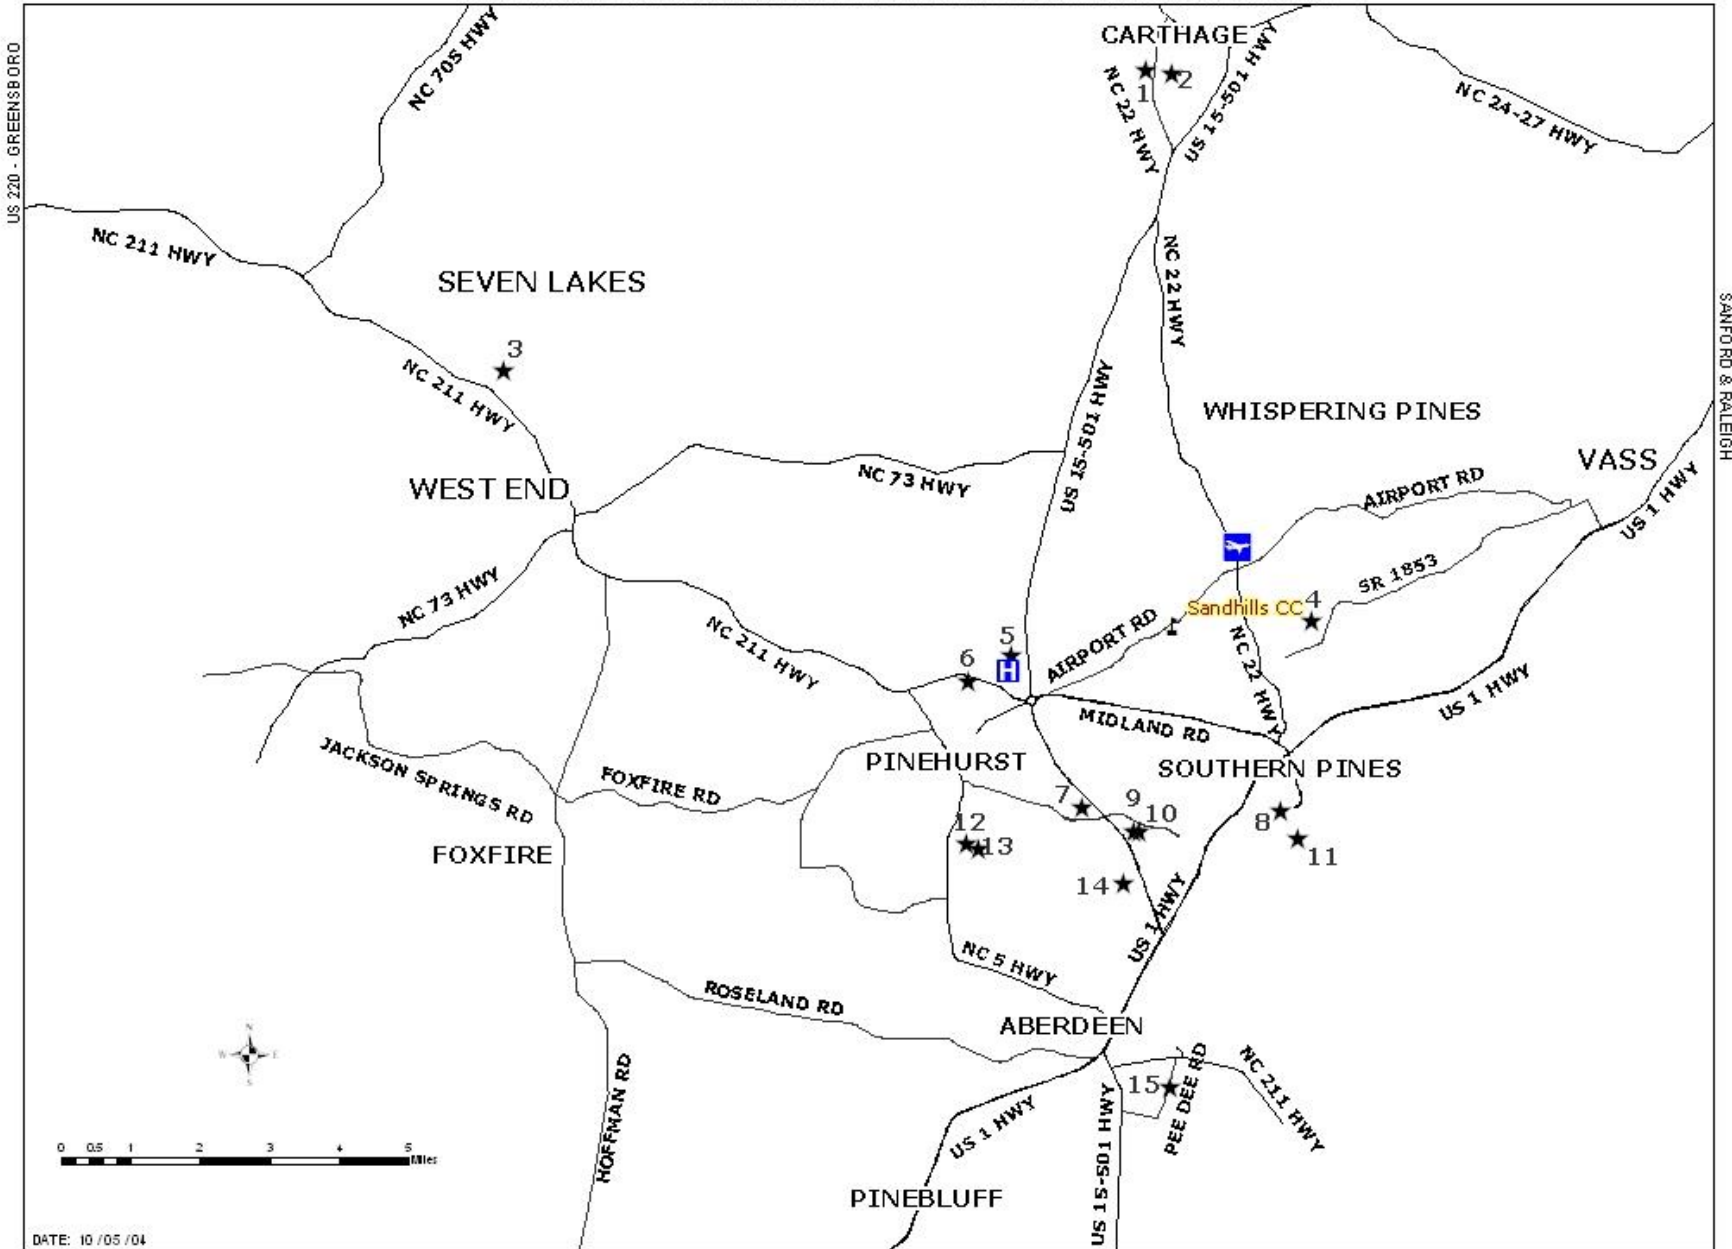 CARTHAGE
NC 705 HWY
US 15-501 HWY
1
2
NC 22 HWY
NC 24-27 HWY
US 220 - GREENSBORO
NC 211 HWY
SEVEN LAKES
NC 22 HWY
SANFORD & RALEIGH
3
NC 211 HWY
US 15-501 HWY
WHISPERING PINES
VASS
WEST END
NC 73 HWY
AIRPORT RD
US 1 HWY
NC 73 HWY
SR 1853
Sandhills CC
4
NC 211 HWY
5
H
6
AIRPORT RD
NC 22 HWY
US 1 HWY
MIDLAND RD
JACKSON SPRINGS RD
FOXFIRE RD
PINEHURST
SOUTHERN PINES
7
9
10
8
11
12
13
FOXFIRE
14
US 1 HWY
NC 5 HWY
ROSELAND RD
ABERDEEN
N
W
E
S
HOFFMAN RD
15
PEE DEE RD
NC 211 HWY
US 1 HWY
US 15-501 HWY
0 0.5 1 2 3 4 5
Miles
PINEBLUFF
DATE: 10/05/04